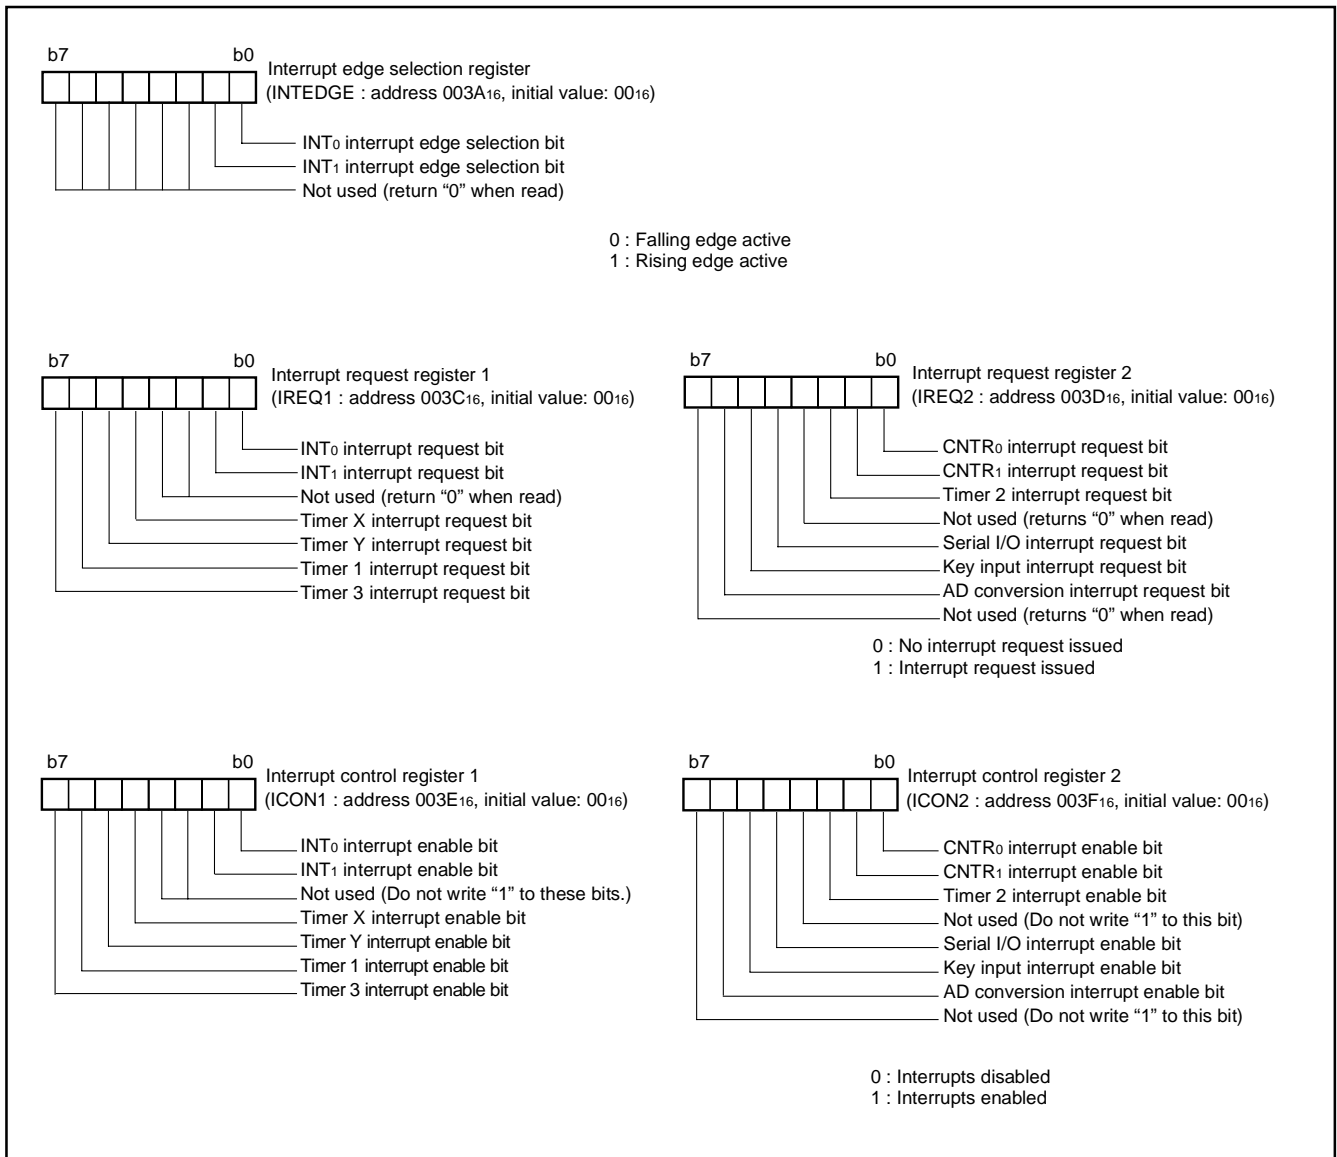 b7 b0
Interrupt edge selection register
(INTEDGE : address 003A16, initial value: 0016)
INT0 interrupt edge selection bit
INT1 interrupt edge selection bit
Not used (return “0” when read)
0 : Falling edge active
1 : Rising edge active
b7 b0
Interrupt request register 1
(IREQ1 : address 003C16, initial value: 0016)
INT0 interrupt request bit
INT1 interrupt request bit
Not used (return “0” when read)
Timer X interrupt request bit
Timer Y interrupt request bit
Timer 1 interrupt request bit
Timer 3 interrupt request bit
b7 b0
Interrupt request register 2
(IREQ2 : address 003D16, initial value: 0016)
CNTR0 interrupt request bit
CNTR1 interrupt request bit
Timer 2 interrupt request bit
Not used (returns “0” when read)
Serial I/O interrupt request bit
Key input interrupt request bit
AD conversion interrupt request bit
Not used (returns “0” when read)
0 : No interrupt request issued
1 : Interrupt request issued
b7 b0
Interrupt control register 1
(ICON1 : address 003E16, initial value: 0016)
INT0 interrupt enable bit
INT1 interrupt enable bit
Not used (Do not write “1” to these bits.)
Timer X interrupt enable bit
Timer Y interrupt enable bit
Timer 1 interrupt enable bit
Timer 3 interrupt enable bit
b7 b0
Interrupt control register 2
(ICON2 : address 003F16, initial value: 0016)
CNTR0 interrupt enable bit
CNTR1 interrupt enable bit
Timer 2 interrupt enable bit
Not used (Do not write “1” to this bit)
Serial I/O interrupt enable bit
Key input interrupt enable bit
AD conversion interrupt enable bit
Not used (Do not write “1” to this bit)
0 : Interrupts disabled
1 : Interrupts enabled